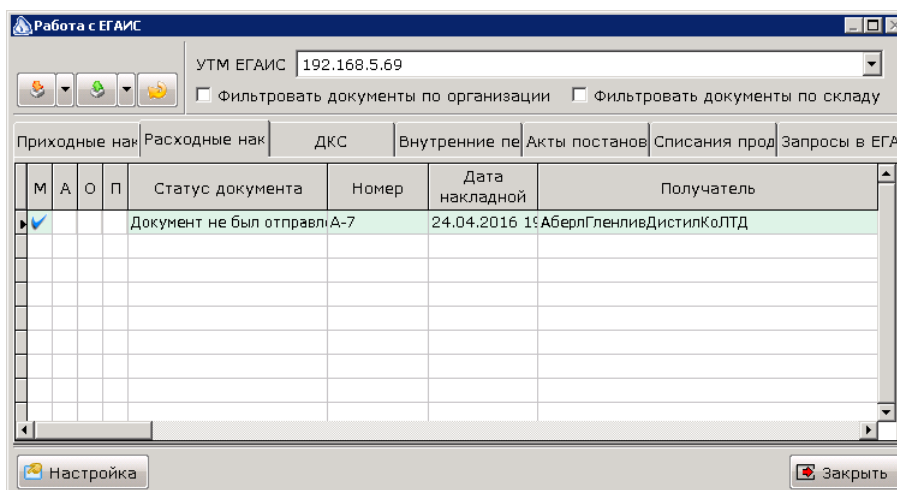 Работа с ЕГАИС
УТМ ЕГАИС 192.168.5.69
Фильтровать документы по организации Фильтровать документы по складу
Приходные нак Расходные нак ДКС Внутренние пе Акты постанов Списания прод Запросы в ЕГА
М А О П Статус документа Номер Дата накладной Получатель
Документ не был отправл А-7 24.04.2016 19 АберлГленливДистилКоЛТД
Настройка Закрыть